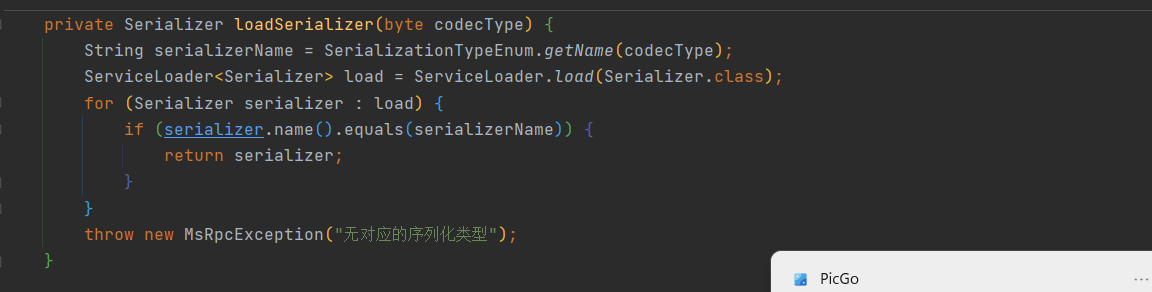 private Serializer loadSerializer(byte codecType) {
String serializerName = SerializationTypeEnum.getName(codecType);
ServiceLoader<Serializer> load = ServiceLoader.load(Serializer.class);
for (Serializer serializer : load) {
if (serializer.name().equals(serializerName)) {
return serializer;
}
}
throw new MsRpcException("无对应的序列化类型");
}
PicGo
...